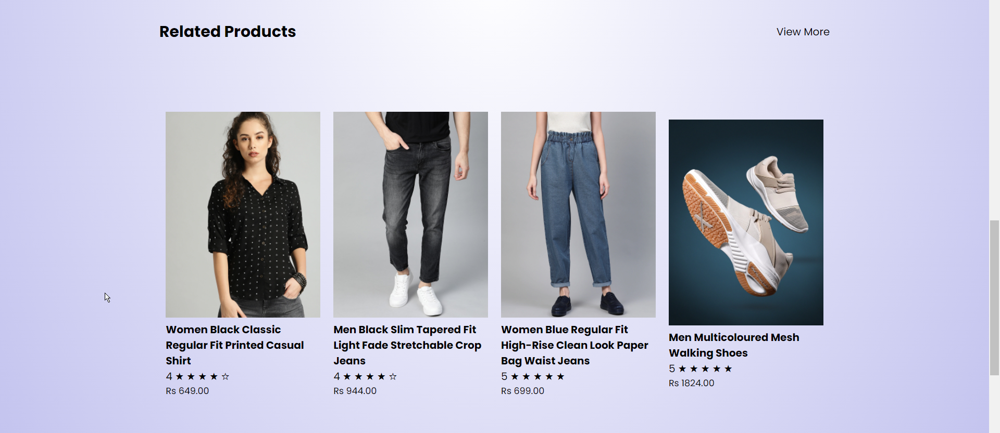 Related Products
View More
Women Black Classic
Regular Fit Printed Casual
Shirt
4 ★ ★ ★ ★ ☆
Rs 649.00
Men Black Slim Tapered Fit
Light Fade Stretchable Crop
Jeans
4 ★ ★ ★ ★ ☆
Rs 944.00
Women Blue Regular Fit
High-Rise Clean Look Paper
Bag Waist Jeans
5 ★ ★ ★ ★ ★
Rs 699.00
Men Multicoloured Mesh
Walking Shoes
5 ★ ★ ★ ★ ★
Rs 1824.00